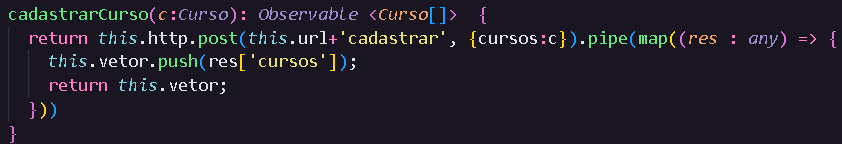 cadastrarCurso(c:Curso): Observable <Curso[]>  {
  return this.http.post(this.url+'cadastrar', {cursos:c}).pipe(map((res : any) => {
    this.vetor.push(res['cursos']);
    return this.vetor;
  }))
}